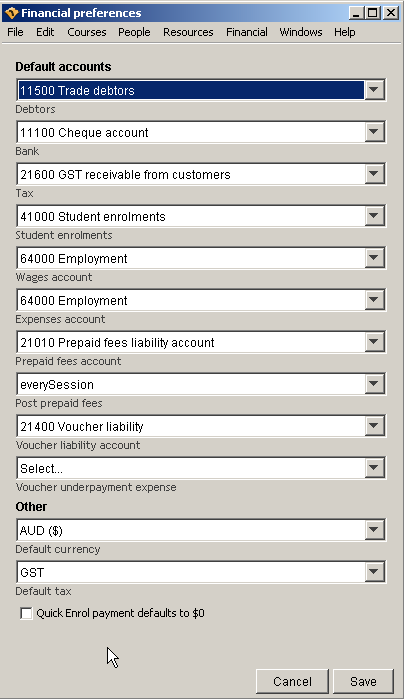 Financial preferences
File Edit Courses People Resources Financial Windows Help
Default accounts
11500 Trade debtors
Debtors
11100 Cheque account
Bank
21600 GST receivable from customers
Tax
41000 Student enrolments
Student enrolments
64000 Employment
Wages account
64000 Employment
Expenses account
21010 Prepaid fees liability account
Prepaid fees account
everySession
Post prepaid fees
21400 Voucher liability
Voucher liability account
Select...
Voucher underpayment expense
Other
AUD ($)
Default currency
GST
Default tax
Quick Enrol payment defaults to $0
Cancel Save